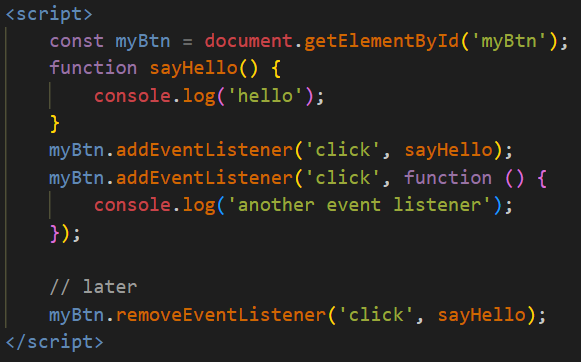 <script>
const myBtn = document.getElementById('myBtn');
function sayHello() {
console.log('hello');
}
myBtn.addEventListener('click', sayHello);
myBtn.addEventListener('click', function () {
console.log('another event listener');
});
// later
myBtn.removeEventListener('click', sayHello);
</script>